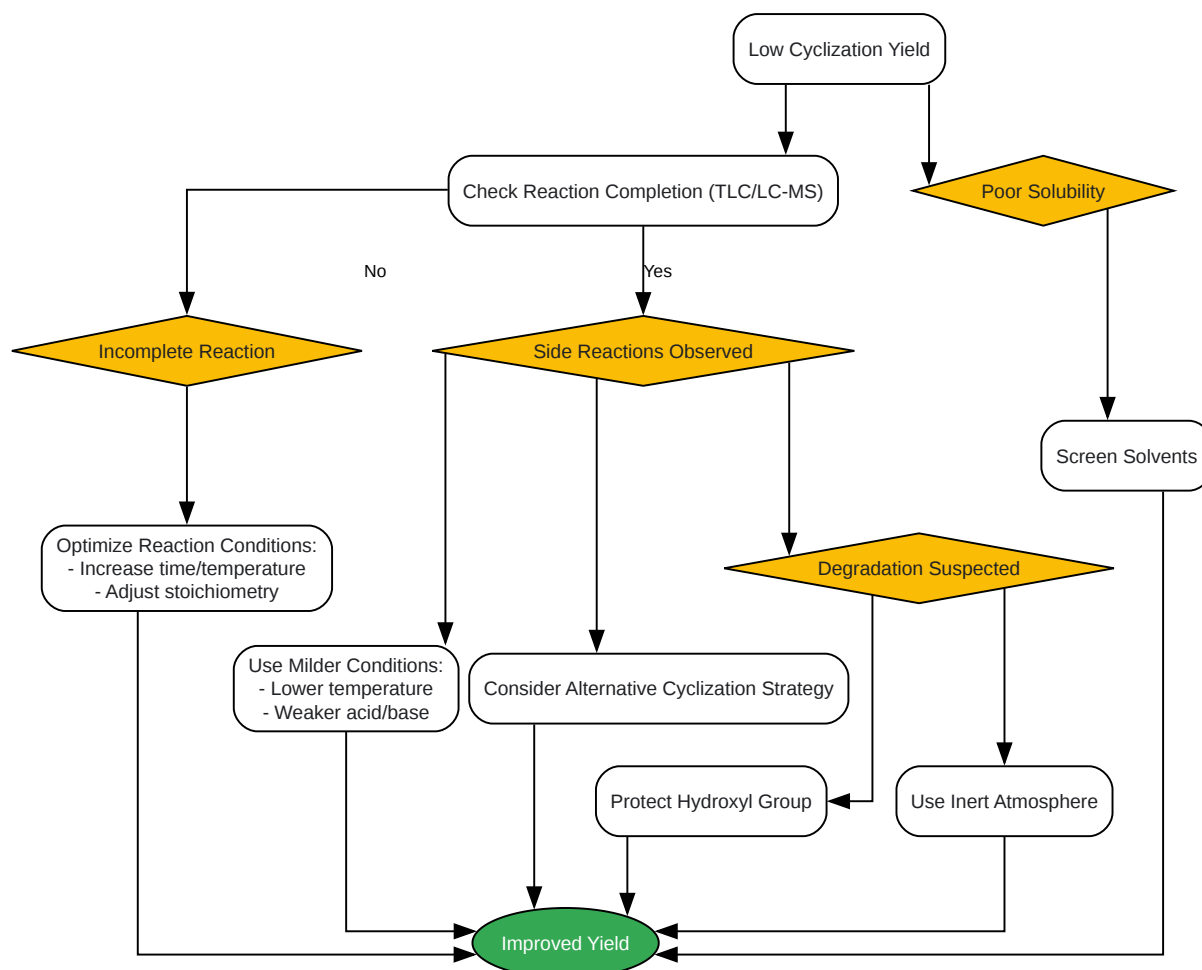 Low Cyclization Yield
Check Reaction Completion (TLC/LC-MS)
Poor Solubility
No
Yes
Incomplete Reaction
Side Reactions Observed
Screen Solvents
Optimize Reaction Conditions:
- Increase time/temperature
- Adjust stoichiometry
Degradation Suspected
Use Milder Conditions:
- Lower temperature
- Weaker acid/base
Consider Alternative Cyclization Strategy
Protect Hydroxyl Group
Use Inert Atmosphere
Improved Yield